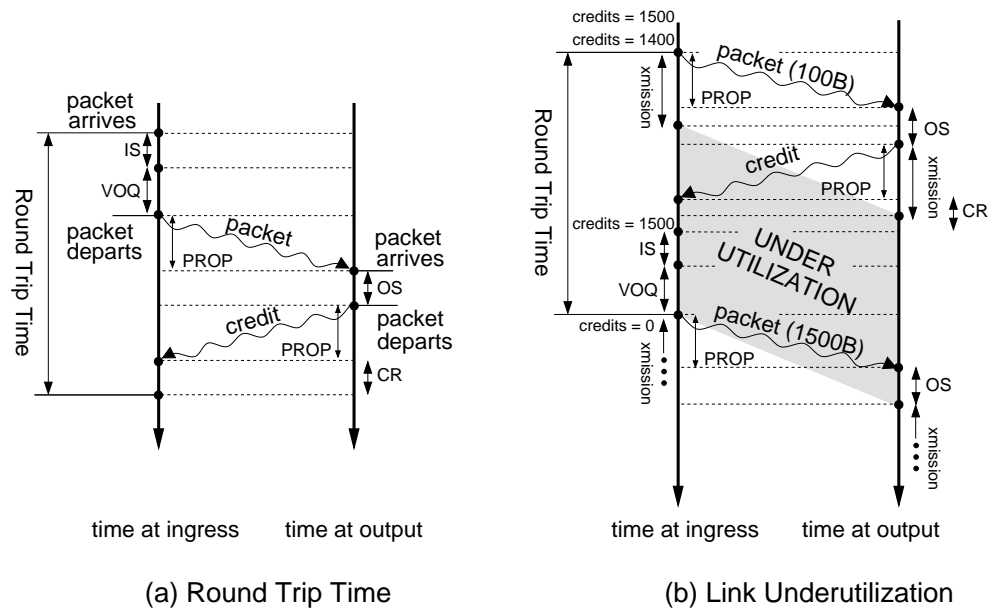 packet
arrives
IS
VOQ
Round Trip Time
packet
departs
packet
PROP
packet
arrives
OS
credit
packet
departs
PROP
CR
time at ingress
time at output
(a) Round Trip Time
credits = 1500
credits = 1400
packet (100B)
xmission
PROP
OS
Round Trip Time
credit
xmission
PROP
CR
credits = 1500
IS
UNDER
UTILIZATION
VOQ
credits = 0
packet (1500B)
PROP
xmission
OS
xmission
time at ingress
time at output
(b) Link Underutilization